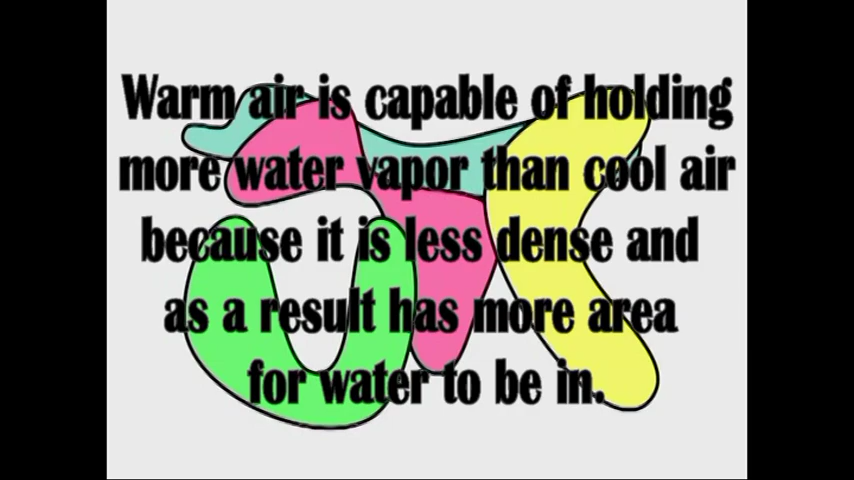 Warm air is capable of holding
more water vapor than cool air
because it is less dense and
as a result has more area
for water to be in.